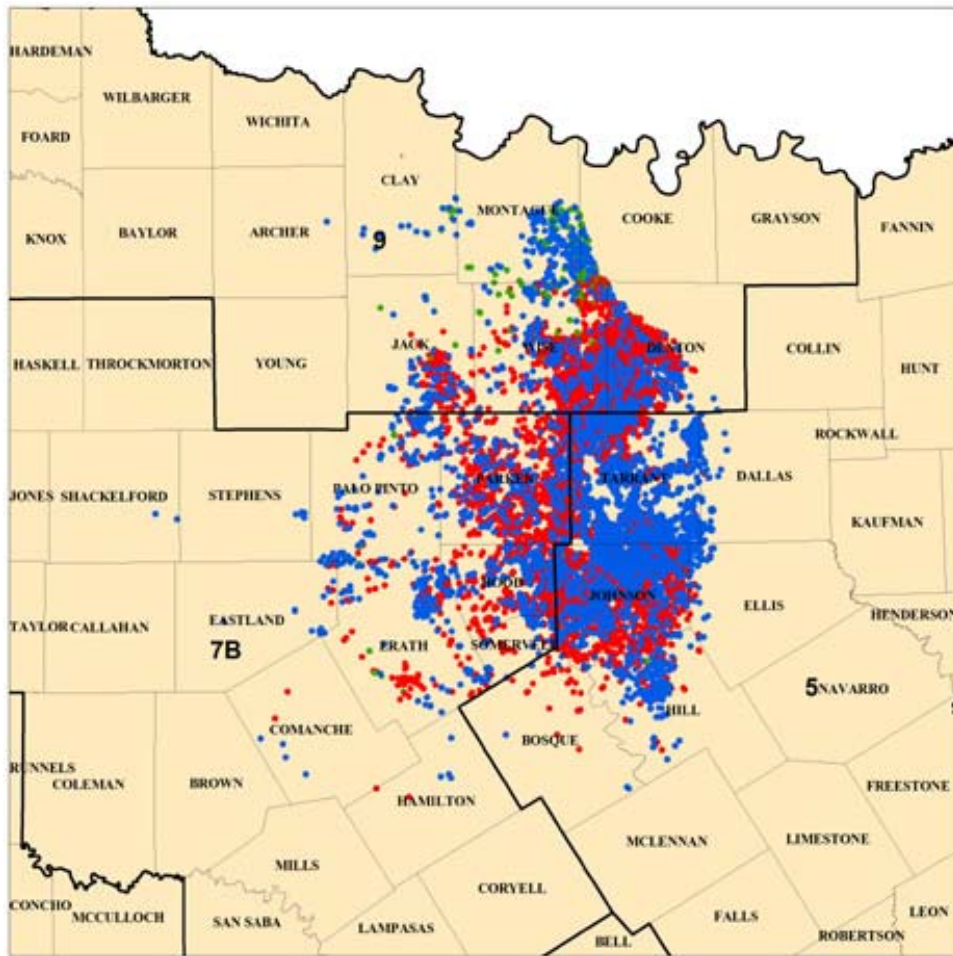 HARDEMAN
WILBARGER
WICHITA
FOARD
CLAY
MONTAGUE
COOKE
GRAYSON
FANNIN
KNOX
BAYLOR
ARCHER
9
HASKELL
THROCKMORTON
YOUNG
JACK
WISE
DENTON
COLLIN
HUNT
ROCKWALL
JONES
SHACKELFORD
STEPHENS
PALO PINTO
PARKER
TARRANT
DALLAS
KAUFMAN
TAYLOR
CALLAHAN
EASTLAND
HOOD
JOHNSON
ELLIS
HENDERSON
7B
ERATH
SOMERVELL
5
NAVARRO
HILL
COMANCHE
BOSQUE
RUNNELS
COLEMAN
BROWN
HAMILTON
FREESTONE
MCLENNAN
LIMESTONE
MILLS
CORYELL
CONCHO
MCCULLOCH
SAN SABA
LAMPASAS
FALLS
LEON
BELL
ROBERTSON